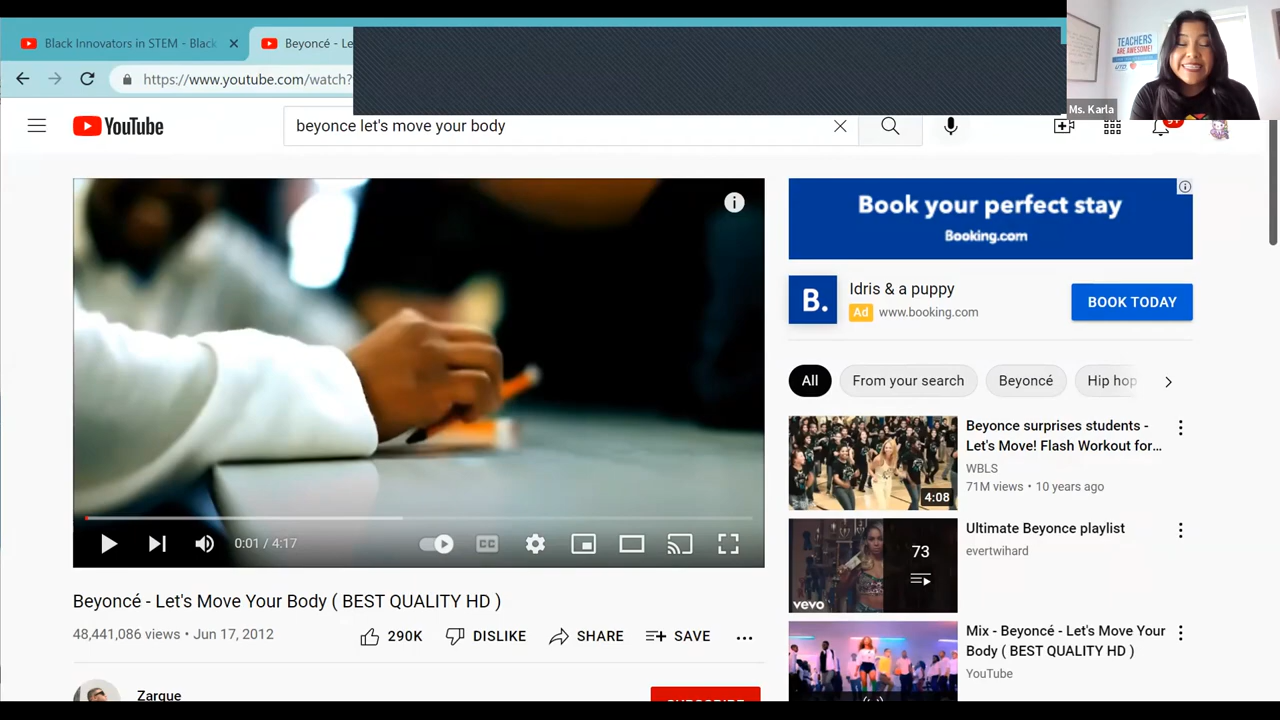 Black Innovators in STEM - Black
Beyoncé - Le
https://www.youtube.com/watch?
TEACHERS
ARE AWESOME!
Ms. Karla
YouTube
beyonce let's move your body
9+
Book your perfect stay
Booking.com
B.
Idris & a puppy
Ad www.booking.com
BOOK TODAY
All
From your search
Beyoncé
Hip hop
Beyonce surprises students -
Let's Move! Flash Workout for...
WBLS
71M views • 10 years ago
4:08
Ultimate Beyonce playlist
evertwihard
73
vevo
Mix - Beyoncé - Let's Move Your
Body ( BEST QUALITY HD )
YouTube
0:01 / 4:17
CC
Beyoncé - Let's Move Your Body ( BEST QUALITY HD )
48,441,086 views • Jun 17, 2012
290K
DISLIKE
SHARE
SAVE
Zargue
SUBSCRIBE